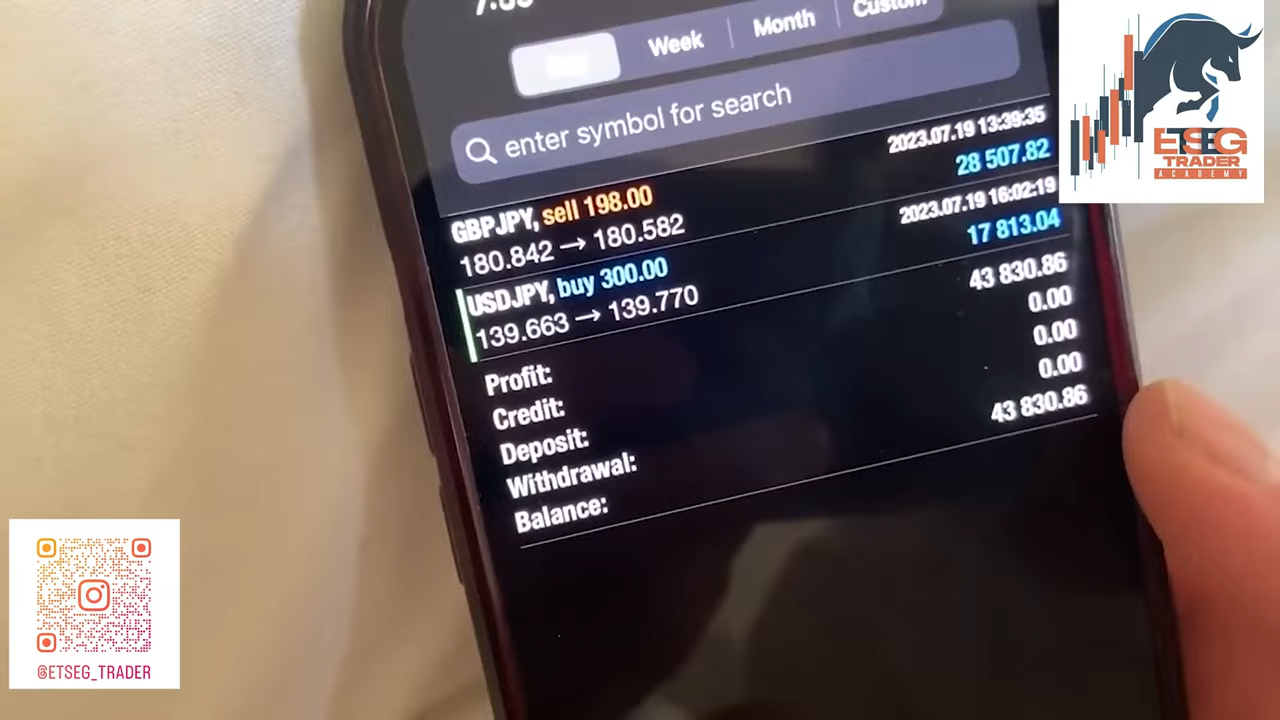 Week
Month
Custom
enter symbol for search
2023.07.19 13:39:35
GBPJPY, sell 198.00
28 507.82
180.842 → 180.582
2023.07.19 16:02:19
USDJPY, buy 300.00
17 813.04
139.663 → 139.770
Profit: 43 830.86
Credit: 0.00
Deposit: 0.00
Withdrawal: 0.00
Balance: 43 830.86
ETSEG
TRADER
ACADEMY
@ETSEG_TRADER